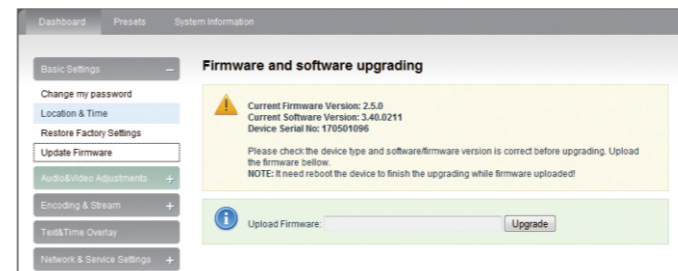 Dashboard Presets System Information
Basic Settings −
Change my password
Location & Time
Restore Factory Settings
Update Firmware
Audio&Video Adjustments +
Encoding & Stream +
Text&Time Overlay
Network & Service Settings +
Firmware and software upgrading
Current Firmware Version: 2.5.0
Current Software Version: 3.40.0211
Device Serial No: 170501096
Please check the device type and software/firmware version is correct before upgrading. Upload
the firmware bellow.
NOTE: It need reboot the device to finish the upgrading while firmware uploaded!
Upload Firmware: Upgrade